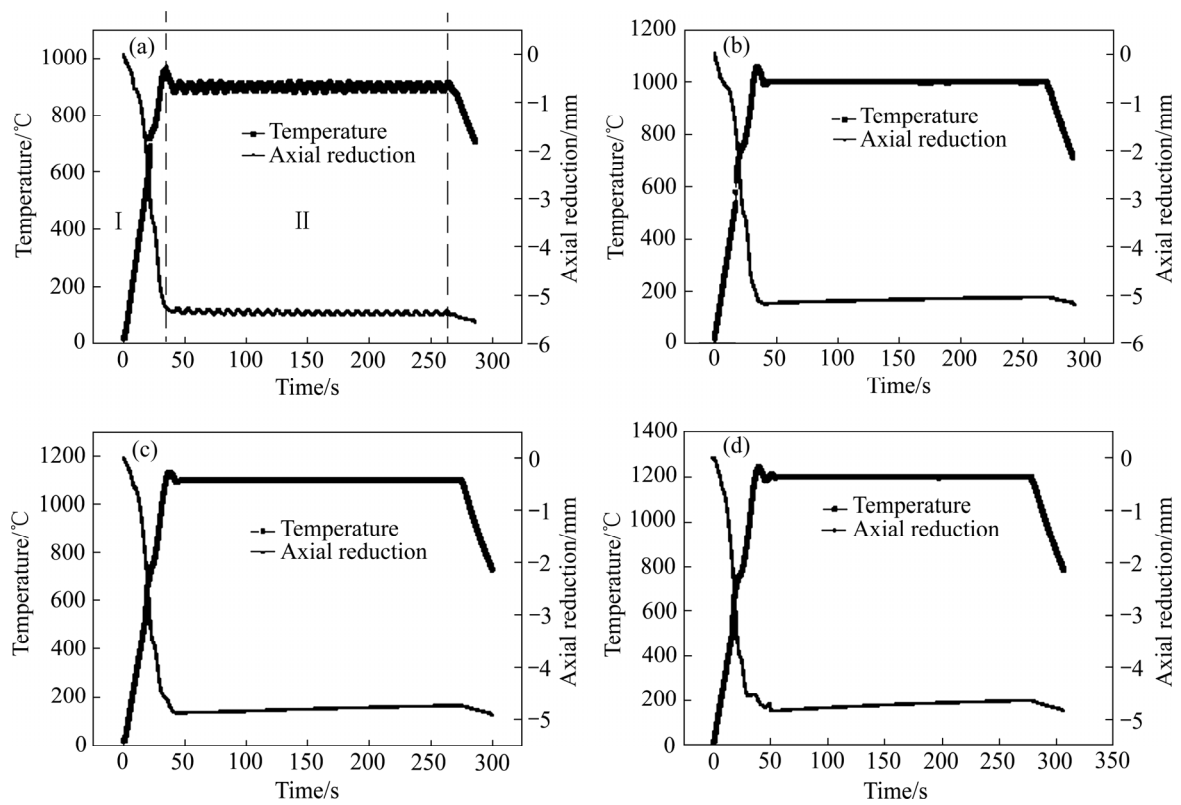 (a)
1000
800
600
400
200
0
Temperature/℃
0
−1
−2
−3
−4
−5
−6
Axial reduction/mm
Temperature
Axial reduction
Ⅰ
Ⅱ
0 50 100 150 200 250 300
Time/s
(b)
1200
1000
800
600
400
200
0
Temperature/℃
0
−1
−2
−3
−4
−5
−6
Axial reduction/mm
Temperature
Axial reduction
0 50 100 150 200 250 300
Time/s
(c)
1200
1000
800
600
400
200
0
Temperature/℃
0
−1
−2
−3
−4
−5
Axial reduction/mm
Temperature
Axial reduction
0 50 100 150 200 250 300
Time/s
(d)
1400
1200
1000
800
600
400
200
0
Temperature/℃
0
−1
−2
−3
−4
−5
Axial reduction/mm
Temperature
Axial reduction
0 50 100 150 200 250 300 350
Time/s